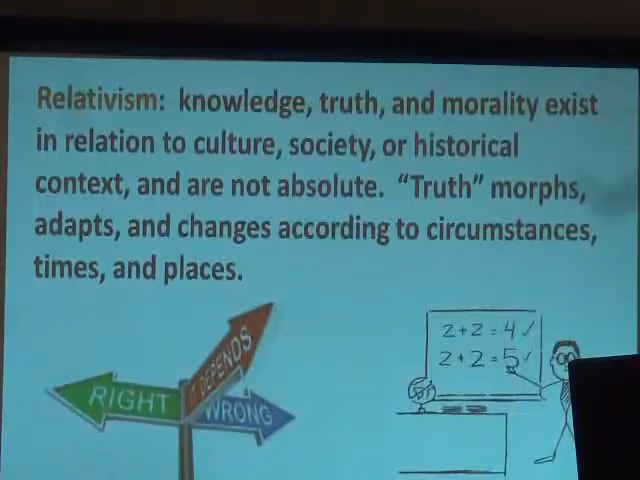 Relativism: knowledge, truth, and morality exist
in relation to culture, society, or historical
context, and are not absolute. “Truth” morphs,
adapts, and changes according to circumstances,
times, and places.
IT DEPENDS
RIGHT
WRONG
2+2=4✓
2+2=5✓